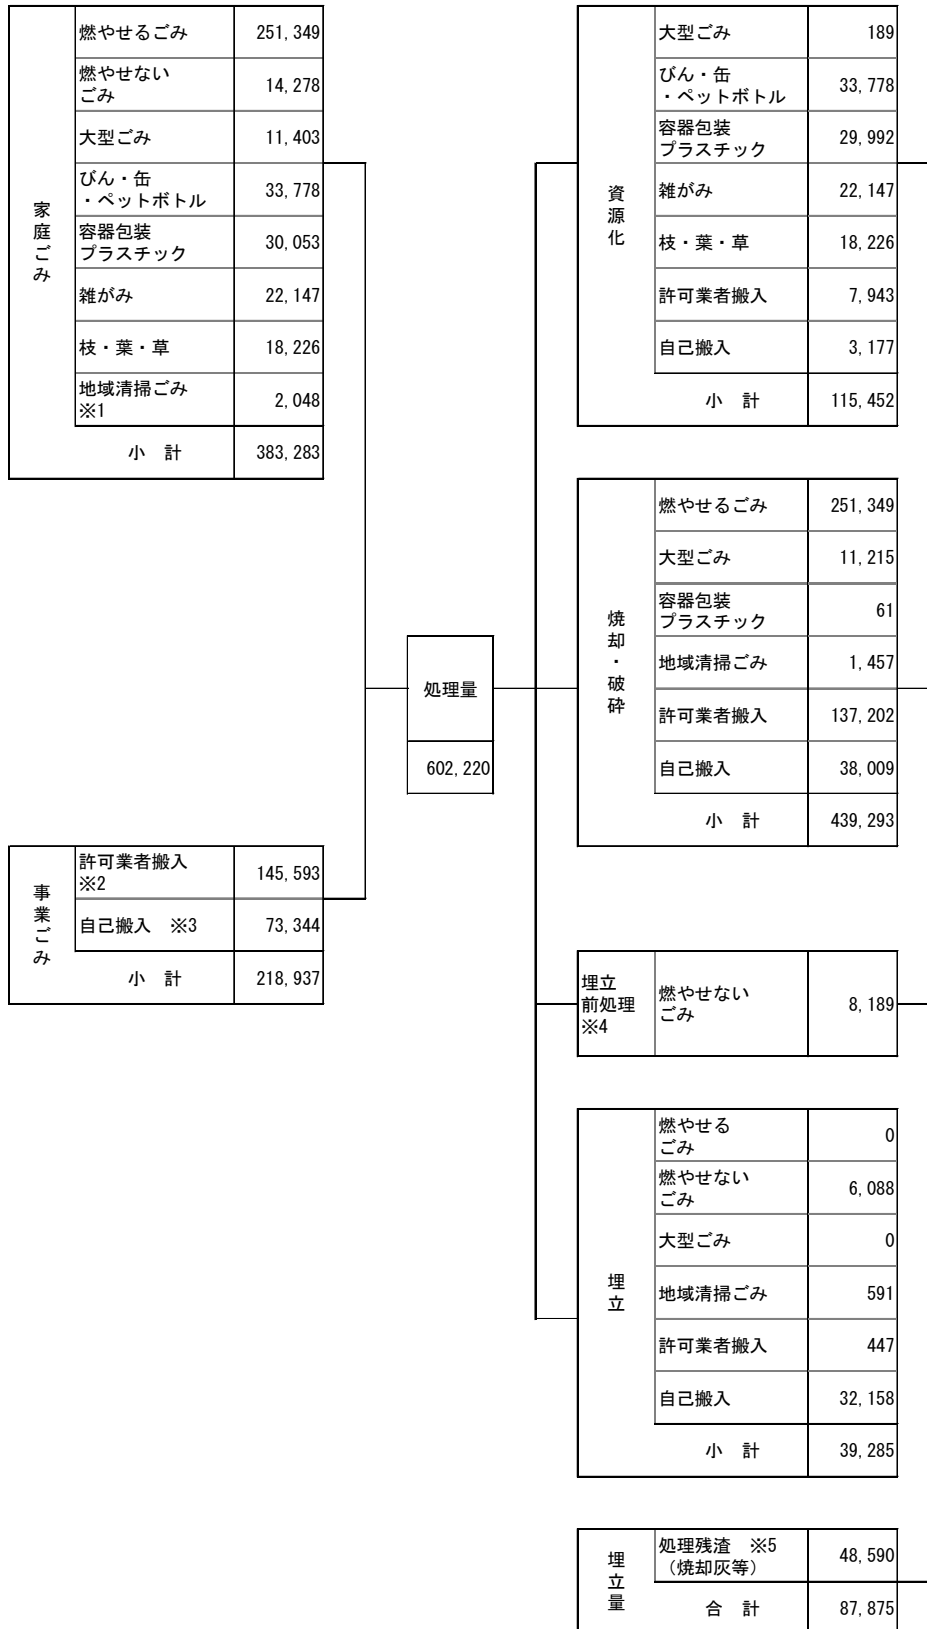 家庭ごみ
燃やせるごみ 251,349
燃やせない
ごみ 14,278
大型ごみ 11,403
びん・缶
・ペットボトル 33,778
容器包装
プラスチック 30,053
雑がみ 22,147
枝・葉・草 18,226
地域清掃ごみ
※1 2,048
小 計 383,283
事業ごみ
許可業者搬入
※2 145,593
自己搬入 ※3 73,344
小 計 218,937
処理量
602,220
資源化
大型ごみ 189
びん・缶
・ペットボトル 33,778
容器包装
プラスチック 29,992
雑がみ 22,147
枝・葉・草 18,226
許可業者搬入 7,943
自己搬入 3,177
小 計 115,452
焼却・破砕
燃やせるごみ 251,349
大型ごみ 11,215
容器包装
プラスチック 61
地域清掃ごみ 1,457
許可業者搬入 137,202
自己搬入 38,009
小 計 439,293
埋立
前処理
※4
燃やせない
ごみ 8,189
埋立
燃やせる
ごみ 0
燃やせない
ごみ 6,088
大型ごみ 0
地域清掃ごみ 591
許可業者搬入 447
自己搬入 32,158
小 計 39,285
埋立量
処理残渣 ※5
(焼却灰等) 48,590
合 計 87,875